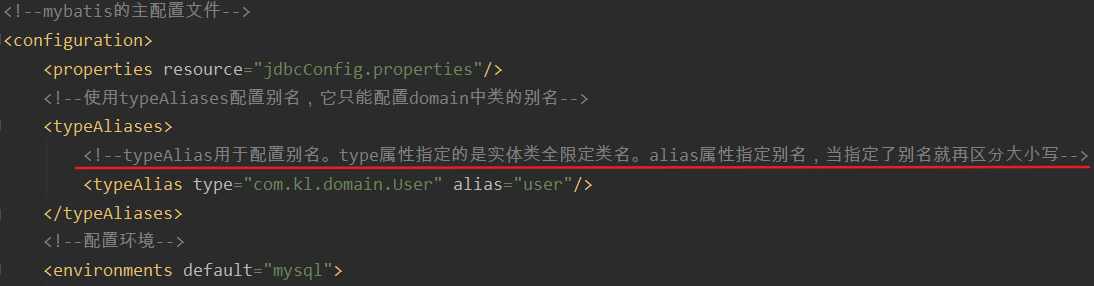 <!--mybatis的主配置文件-->
<configuration>
<properties resource="jdbcConfig.properties"/>
<!--使用typeAliases配置别名，它只能配置domain中类的别名-->
<typeAliases>
<!--typeAlias用于配置别名。type属性指定的是实体类全限定类名。alias属性指定别名，当指定了别名就再区分大小写-->
<typeAlias type="com.kl.domain.User" alias="user"/>
</typeAliases>
<!--配置环境-->
<environments default="mysql">